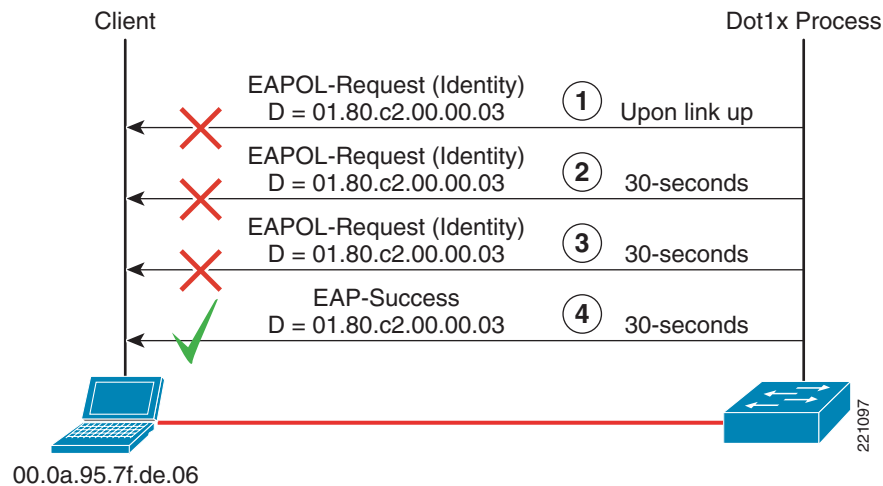 Client
Dot1x Process
EAPOL-Request (Identity)
D = 01.80.c2.00.00.03
1
Upon link up
EAPOL-Request (Identity)
D = 01.80.c2.00.00.03
2
30-seconds
EAPOL-Request (Identity)
D = 01.80.c2.00.00.03
3
30-seconds
EAP-Success
D = 01.80.c2.00.00.03
4
30-seconds
221097
00.0a.95.7f.de.06